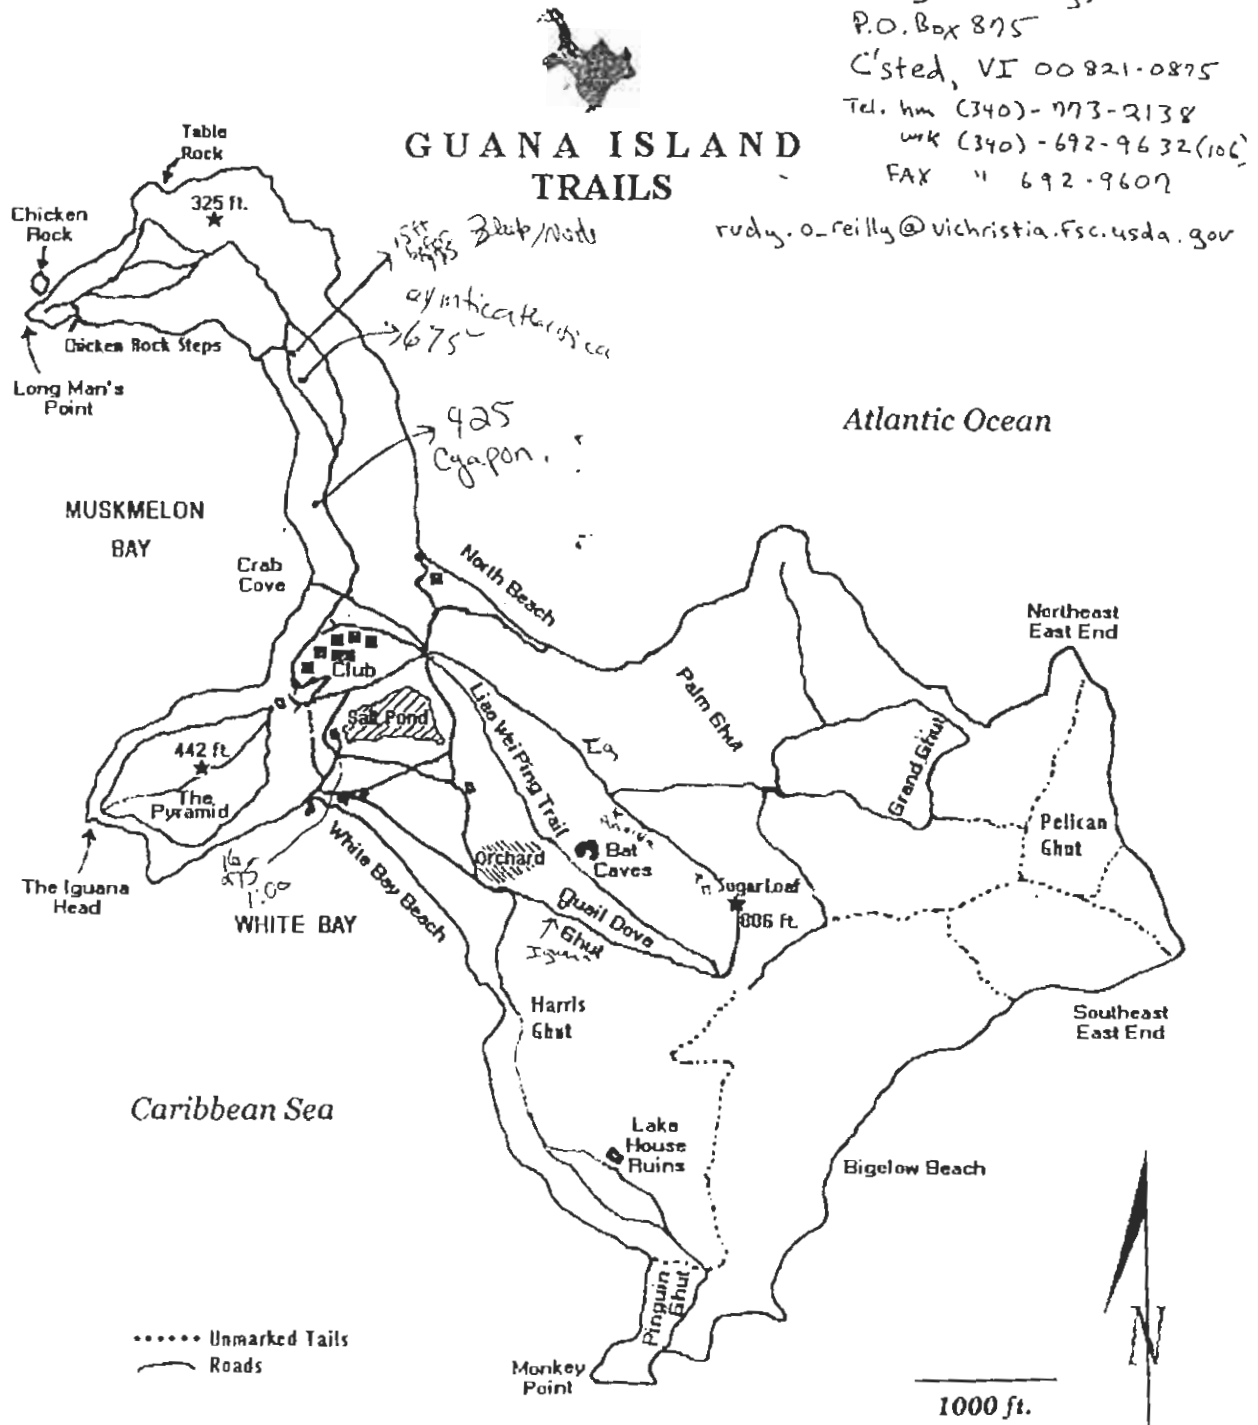 P.O. Box 875
C'sted, VI 00821-0875
Tel. hm (340)-773-2138
wrk (340)-692-9632(106)
FAX " 692-9607
rudy.o_reilly@vichristia.fsc.usda.gov
GUANA ISLAND
TRAILS
Table
Rock
325 ft.
Chicken
Rock
Chicken Rock Steps
Long Man's
Point
675
425
Atlantic Ocean
MUSKMELON
BAY
Crab
Cove
North Beach
Northeast
East End
Club
Salt Pond
Palm Ghut
Liao Wei Ping Trail
Grand Ghut
442 ft.
The
Pyramid
Pelican
Ghut
Bat
Caves
Orchard
Sugar Loaf
806 ft.
The Iguana
Head
White Bay Beach
WHITE BAY
Quail Dove
Ghut
Iguana
Harris
Ghut
Southeast
East End
Caribbean Sea
Lake
House
Ruins
Bigelow Beach
Pinguin
Ghut
Unmarked Tails
Roads
Monkey
Point
N
1000 ft.